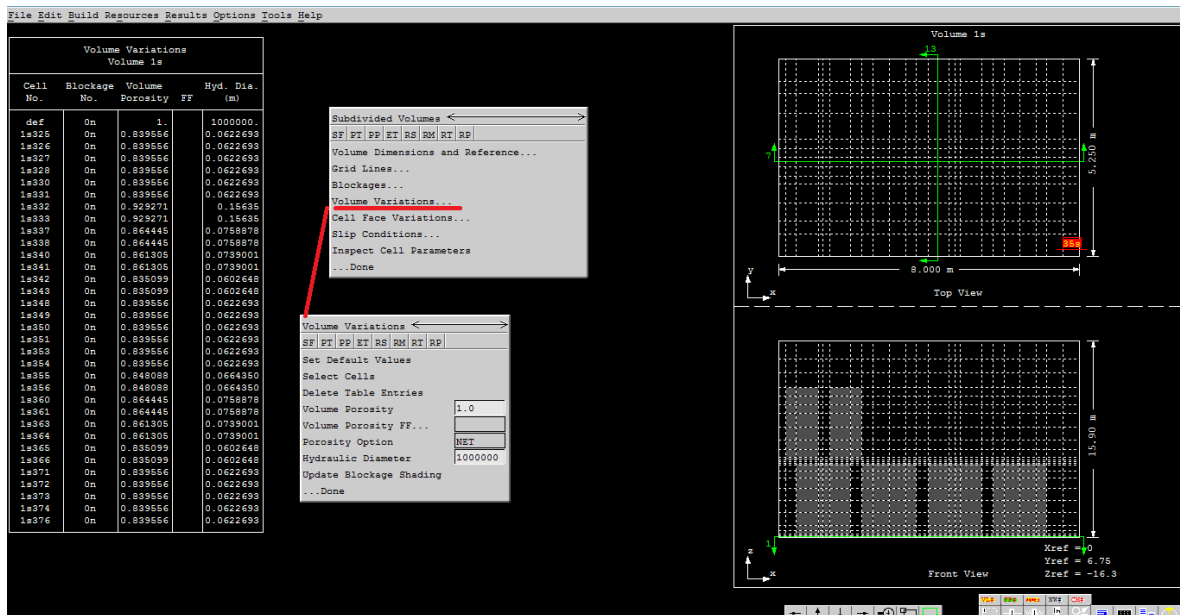 File Edit Build Resources Results Options Tools Help
Volume Variations
Volume 1s
Cell No. Blockage No. Volume Porosity FF Hyd. Dia. (m)
def 0n 1. 1000000.
1s325 0n 0.839556 0.0622693
1s326 0n 0.839556 0.0622693
1s327 0n 0.839556 0.0622693
1s328 0n 0.839556 0.0622693
1s330 0n 0.839556 0.0622693
1s331 0n 0.839556 0.0622693
1s332 0n 0.929271 0.15635
1s333 0n 0.929271 0.15635
1s337 0n 0.864445 0.0758878
1s338 0n 0.864445 0.0758878
1s340 0n 0.861305 0.0739001
1s341 0n 0.861305 0.0739001
1s342 0n 0.835099 0.0602648
1s343 0n 0.835099 0.0602648
1s348 0n 0.839556 0.0622693
1s349 0n 0.839556 0.0622693
1s350 0n 0.839556 0.0622693
1s351 0n 0.839556 0.0622693
1s353 0n 0.839556 0.0622693
1s354 0n 0.839556 0.0622693
1s355 0n 0.848088 0.0664350
1s356 0n 0.848088 0.0664350
1s360 0n 0.864445 0.0758878
1s361 0n 0.864445 0.0758878
1s363 0n 0.861305 0.0739001
1s364 0n 0.861305 0.0739001
1s365 0n 0.835099 0.0602648
1s366 0n 0.835099 0.0602648
1s371 0n 0.839556 0.0622693
1s372 0n 0.839556 0.0622693
1s373 0n 0.839556 0.0622693
1s374 0n 0.839556 0.0622693
1s376 0n 0.839556 0.0622693
Subdivided Volumes
SF PT PP ET RS RM RT RP
Volume Dimensions and Reference...
Grid Lines...
Blockages...
Volume Variations...
Cell Face Variations...
Slip Conditions...
Inspect Cell Parameters
...Done
Volume Variations
SF PT PP ET RS RM RT RP
Set Default Values
Select Cells
Delete Table Entries
Volume Porosity 1.0
Volume Porosity FF...
Porosity Option NET
Hydraulic Diameter 1000000
Update Blockage Shading
...Done
Volume 1s
13
7
5.250 m
35s
8.000 m
y
x
Top View
15.90 m
1
z
x
Front View
Xref = 0
Yref = 6.75
Zref = -16.3